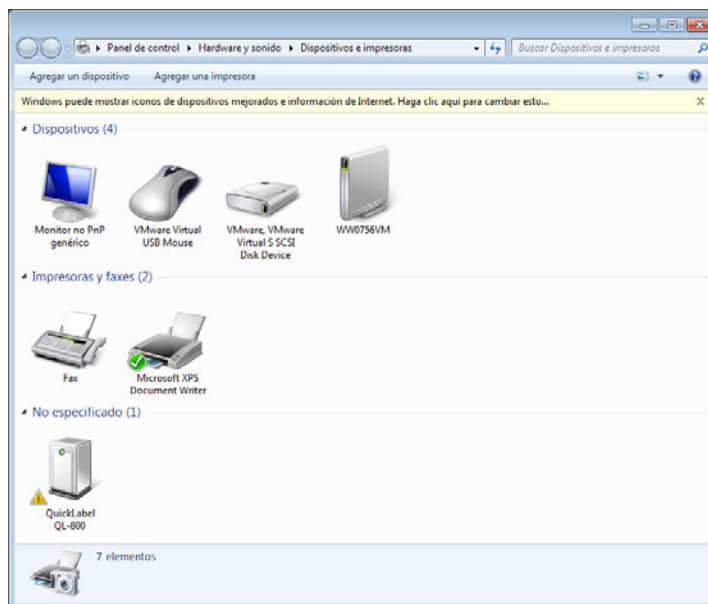 Panel de control ▸ Hardware y sonido ▸ Dispositivos e impresoras
Buscar Dispositivos e impresoras
Agregar un dispositivo Agregar una impresora
Windows puede mostrar iconos de dispositivos mejorados e información de Internet. Haga clic aquí para cambiar esto...
Dispositivos (4)
Monitor no PnP
genérico
VMware Virtual
USB Mouse
VMware, VMware
Virtual S SCSI
Disk Device
WW0756VM
Impresoras y faxes (2)
Fax
Microsoft XPS
Document Writer
No especificado (1)
QuickLabel
QL-800
7 elementos